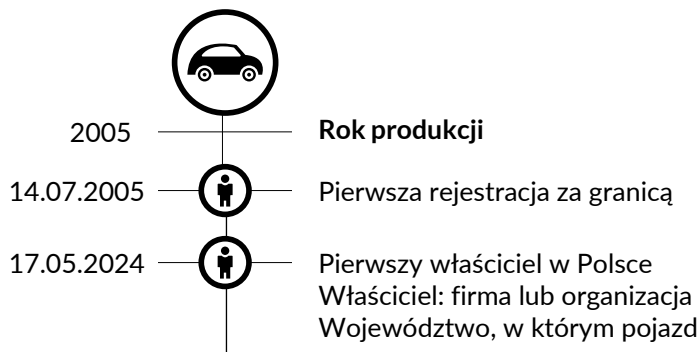 2005 Rok produkcji
14.07.2005 Pierwsza rejestracja za granicą
17.05.2024 Pierwszy właściciel w Polsce
Właściciel: firma lub organizacja
Województwo, w którym pojazd